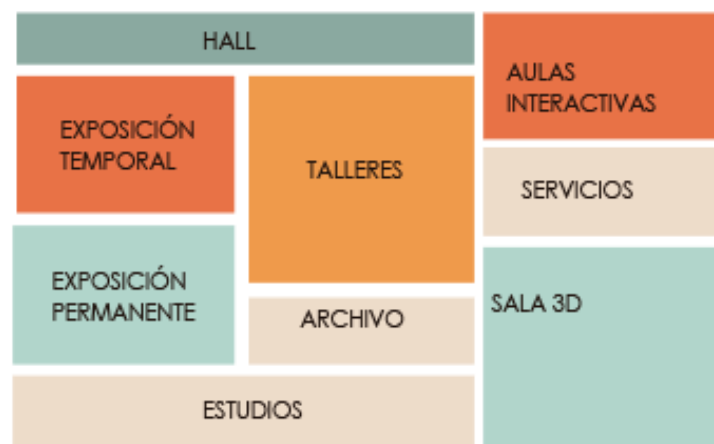 HALL
AULAS
INTERACTIVAS
EXPOSICIÓN
TEMPORAL
TALLERES
SERVICIOS
EXPOSICIÓN
PERMANENTE
ARCHIVO
SALA 3D
ESTUDIOS